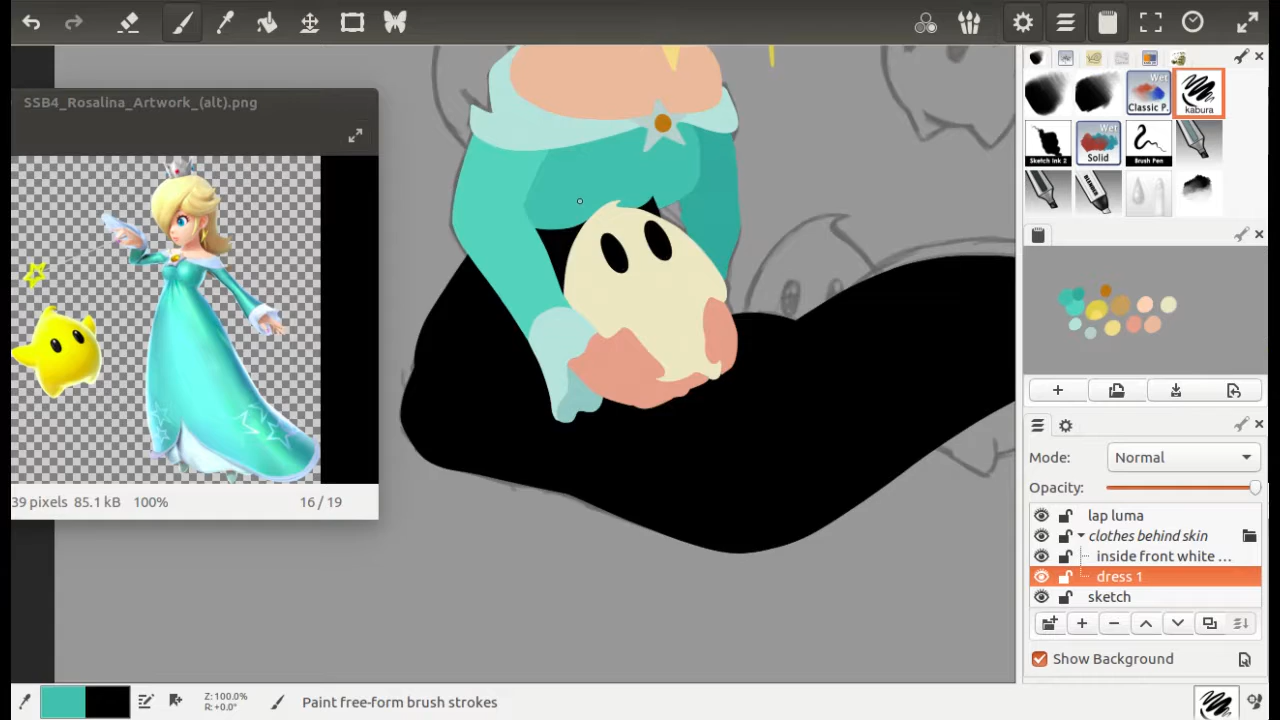 SSB4_Rosalina_Artwork_(alt).png
39 pixels 85.1 kB 100% 16 / 19
Wet
Classic P.
kabura
Sketch Ink 2
Wet
Solid
Brush Pen
BLENDER
Mode: Normal
Opacity:
lap luma
clothes behind skin
inside front white ...
dress 1
sketch
Show Background
Z: 100.0%
R: +0.0°
Paint free-form brush strokes